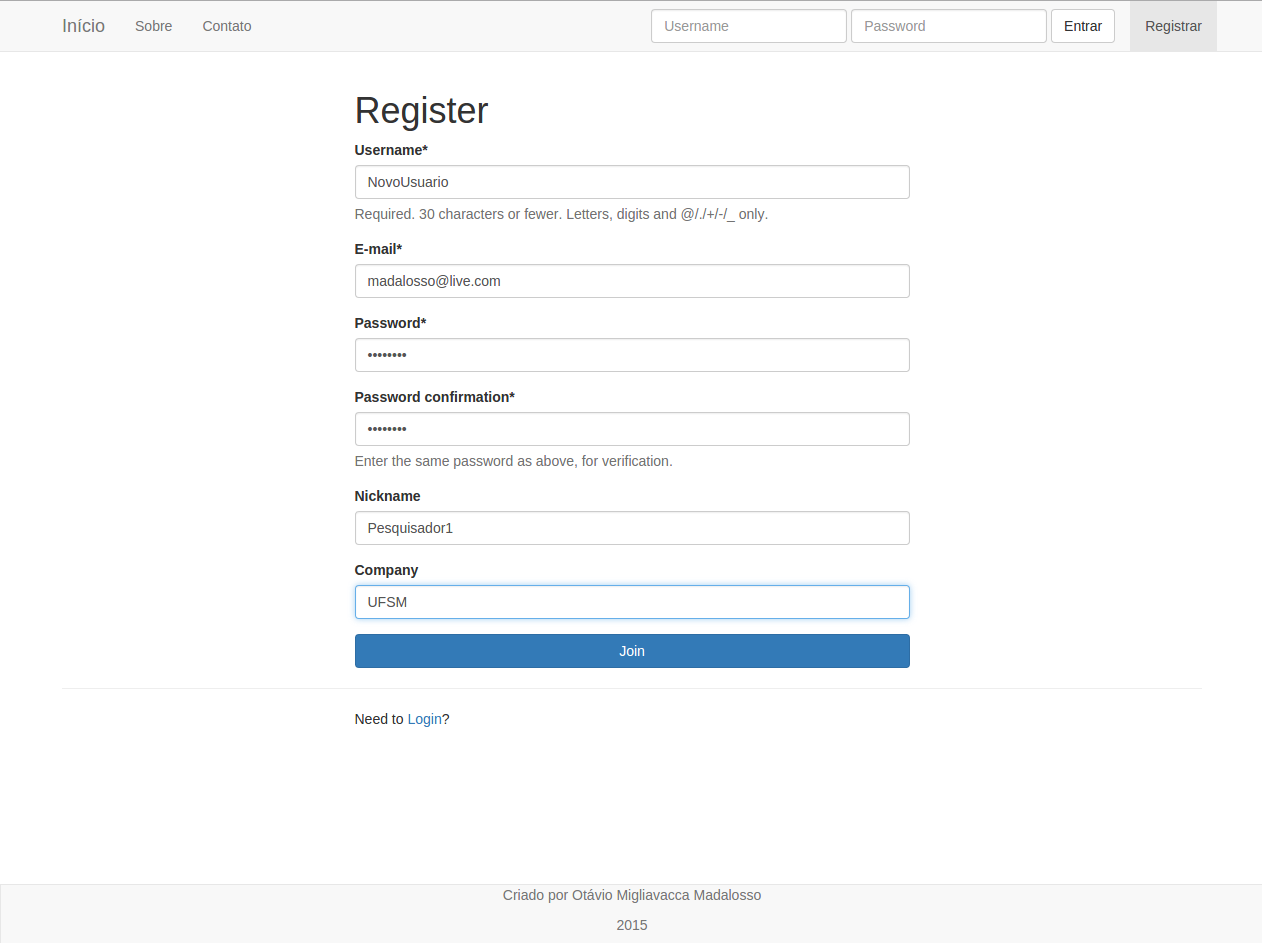 Início Sobre Contato Username Password Entrar Registrar
Register
Username*
NovoUsuario
Required. 30 characters or fewer. Letters, digits and @/./+/-/_ only.
E-mail*
madalosso@live.com
Password*
••••••••
Password confirmation*
••••••••
Enter the same password as above, for verification.
Nickname
Pesquisador1
Company
UFSM
Join
Need to Login?
Criado por Otávio Migliavacca Madalosso
2015